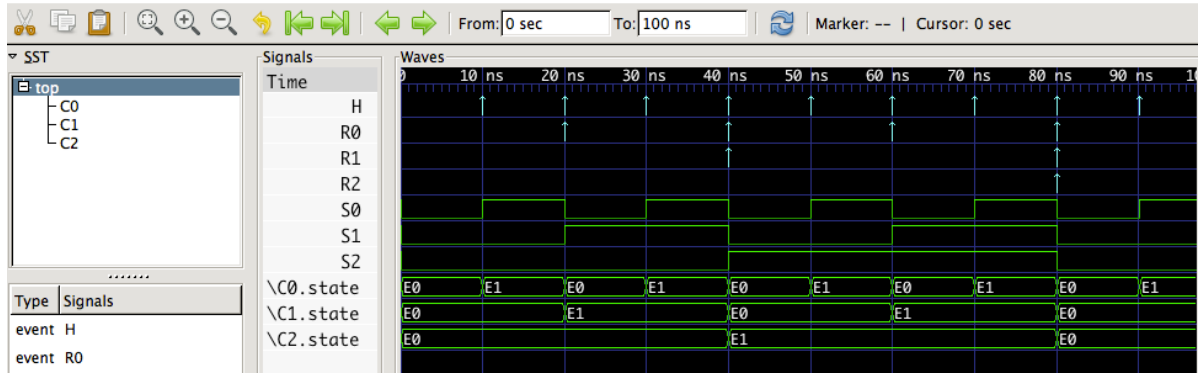 From: 0 sec To: 100 ns Marker: -- | Cursor: 0 sec
SST
top
C0
C1
C2
Type Signals
event H
event R0
Signals
Time
H
R0
R1
R2
S0
S1
S2
\C0.state
\C1.state
\C2.state
Waves
10 ns 20 ns 30 ns 40 ns 50 ns 60 ns 70 ns 80 ns 90 ns
E0 E1 E0 E1 E0 E1 E0 E1 E0 E1
E0 E1 E0 E1 E0
E0 E1 E0